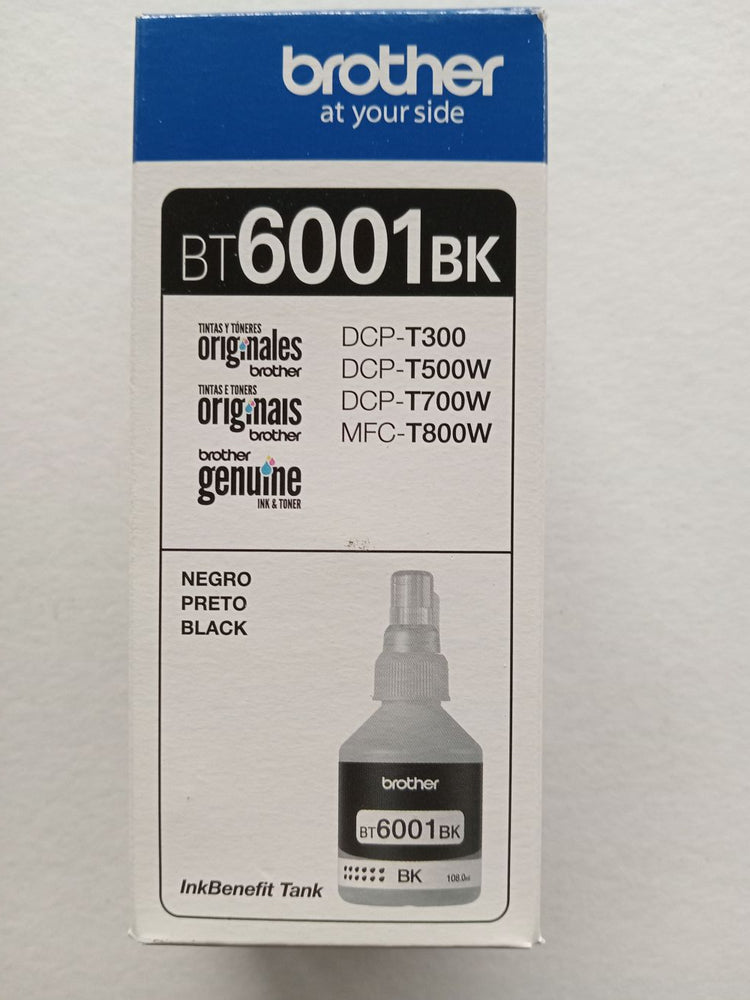 brother
at your side
BT6001BK
TINTAS Y TÓNERES
originales
brother
TINTAS E TONERS
originais
brother
brother
genuine
INK & TONER
DCP-T300
DCP-T500W
DCP-T700W
MFC-T800W
NEGRO
PRETO
BLACK
brother
BT6001BK
BK 108.0ml
InkBenefit Tank